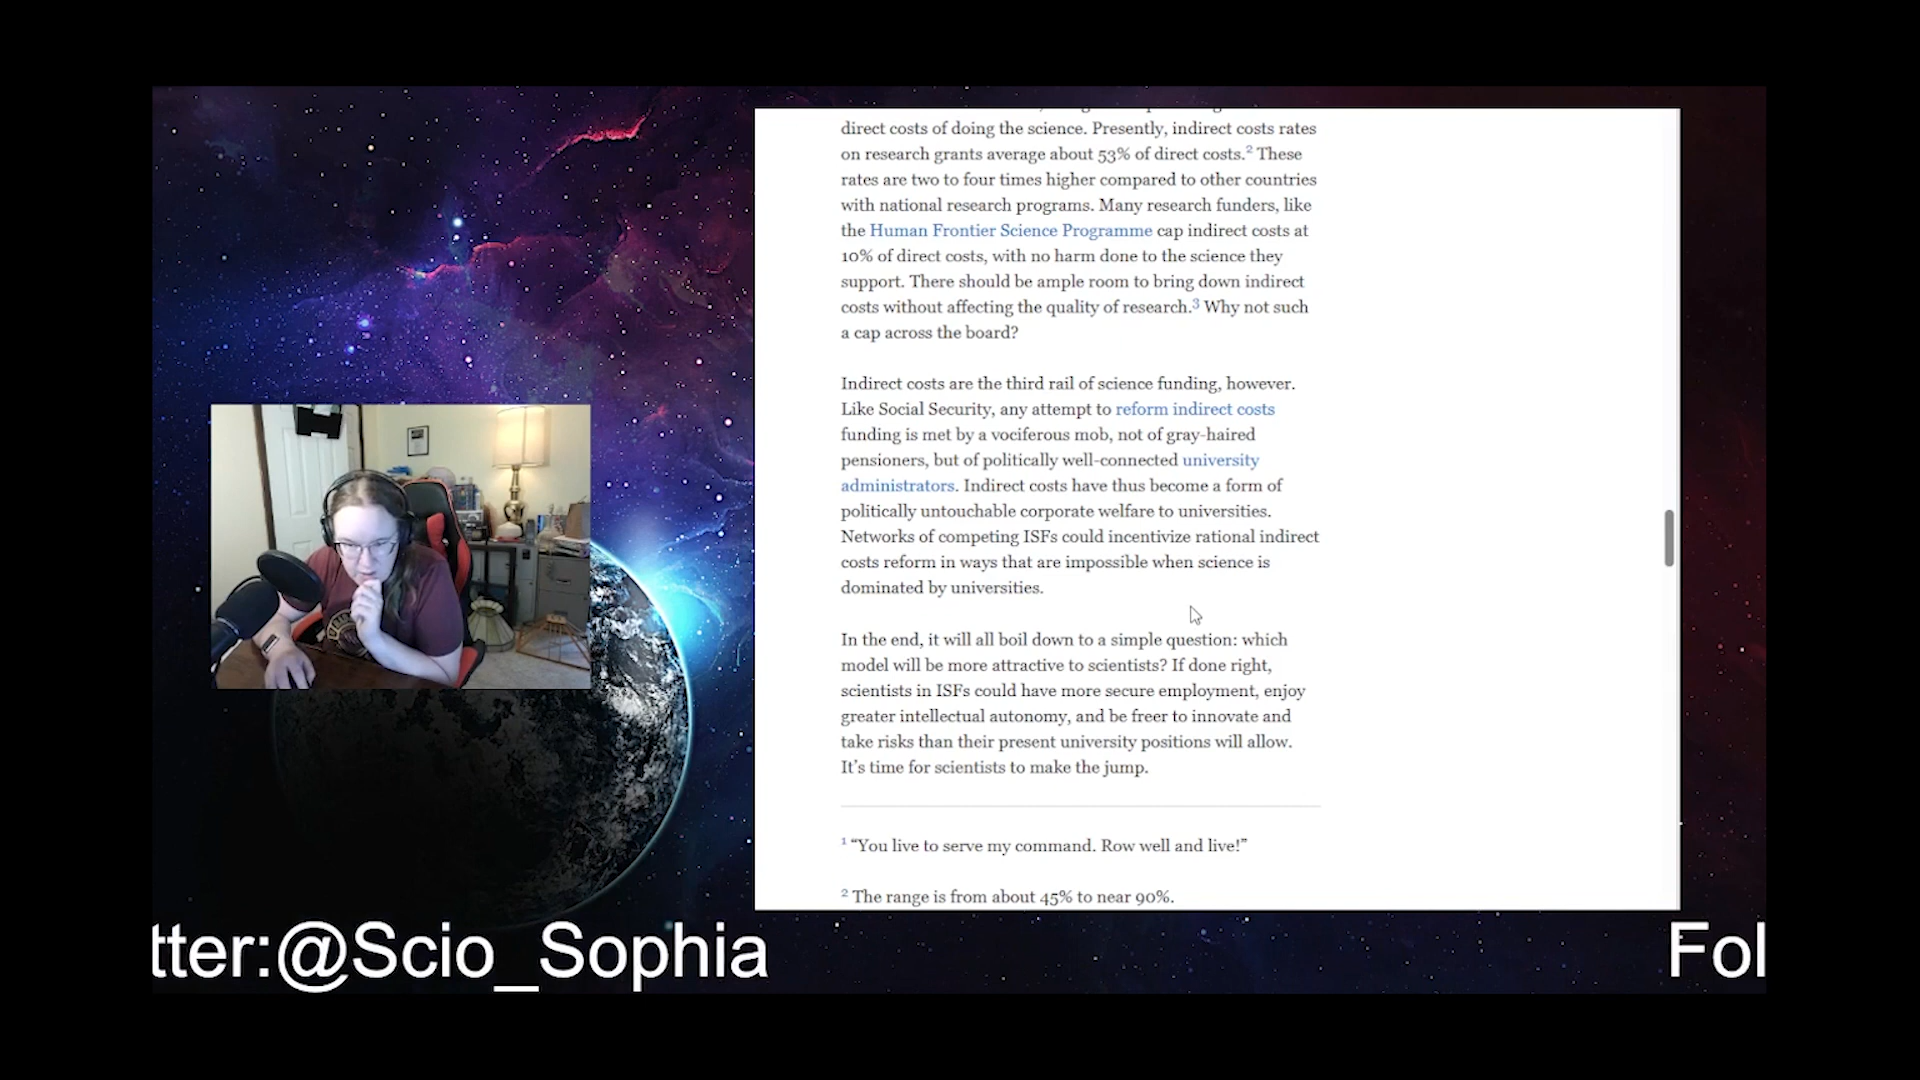 direct costs of doing the science. Presently, indirect costs rates
on research grants average about 53% of direct costs.² These
rates are two to four times higher compared to other countries
with national research programs. Many research funders, like
the Human Frontier Science Programme cap indirect costs at
10% of direct costs, with no harm done to the science they
support. There should be ample room to bring down indirect
costs without affecting the quality of research.³ Why not such
a cap across the board?
Indirect costs are the third rail of science funding, however.
Like Social Security, any attempt to reform indirect costs
funding is met by a vociferous mob, not of gray-haired
pensioners, but of politically well-connected university
administrators. Indirect costs have thus become a form of
politically untouchable corporate welfare to universities.
Networks of competing ISFs could incentivize rational indirect
costs reform in ways that are impossible when science is
dominated by universities.
In the end, it will all boil down to a simple question: which
model will be more attractive to scientists? If done right,
scientists in ISFs could have more secure employment, enjoy
greater intellectual autonomy, and be freer to innovate and
take risks than their present university positions will allow.
It’s time for scientists to make the jump.
¹ “You live to serve my command. Row well and live!”
² The range is from about 45% to near 90%.
tter:@Scio_Sophia
Fol